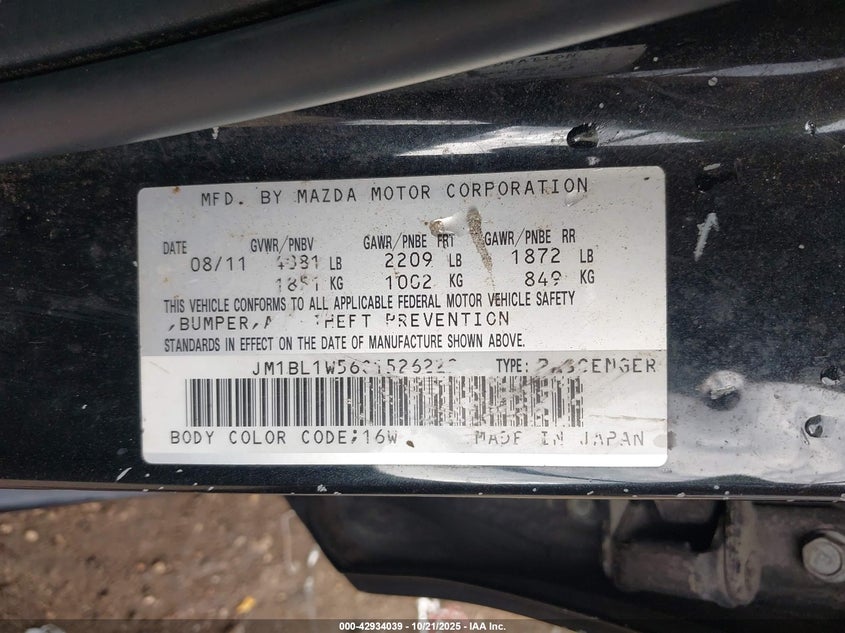 MFD. BY MAZDA MOTOR CORPORATION
DATE GVWR/PNBV GAWR/PNBE FRT GAWR/PNBE RR
08/11 4081 LB 2209 LB 1872 LB
1851 KG 1002 KG 849 KG
THIS VEHICLE CONFORMS TO ALL APPLICABLE FEDERAL MOTOR VEHICLE SAFETY
,BUMPER, THEFT PREVENTION
STANDARDS IN EFFECT ON THE DATE OF MANUFACTURE SHOWN ABOVE.
TYPE: PASSENGER
BODY COLOR CODE;16W MADE IN JAPAN
000-42934039 - 10/21/2025 - IAA Inc.